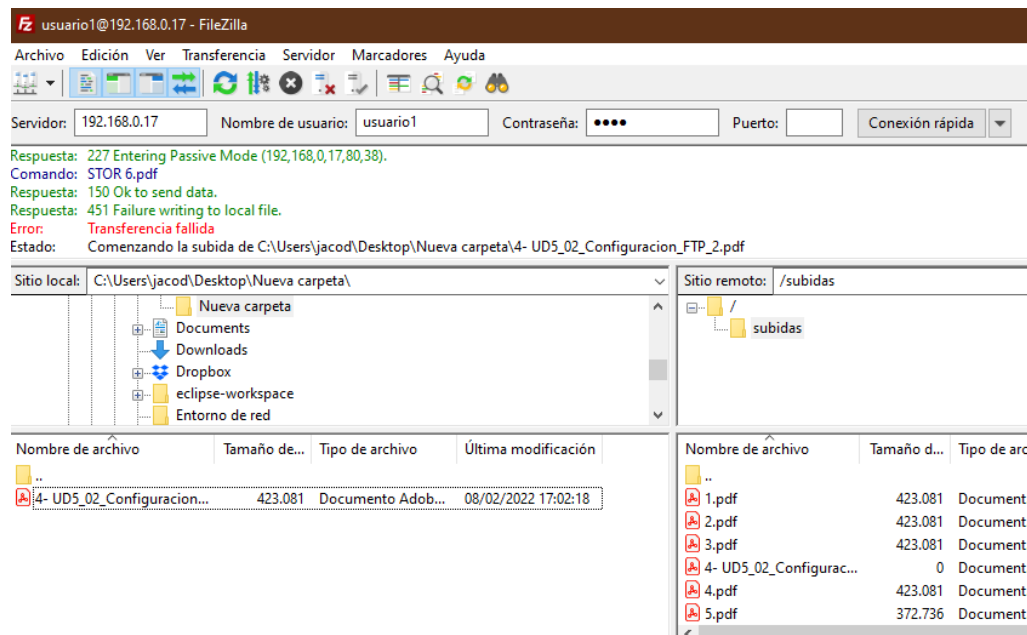 usuario1@192.168.0.17 - FileZilla
Archivo Edición Ver Transferencia Servidor Marcadores Ayuda
Servidor: 192.168.0.17 Nombre de usuario: usuario1 Contraseña: •••• Puerto: Conexión rápida
Respuesta: 227 Entering Passive Mode (192,168,0,17,80,38).
Comando: STOR 6.pdf
Respuesta: 150 Ok to send data.
Respuesta: 451 Failure writing to local file.
Error: Transferencia fallida
Estado: Comenzando la subida de C:\Users\jacod\Desktop\Nueva carpeta\4- UD5_02_Configuracion_FTP_2.pdf
Sitio local: C:\Users\jacod\Desktop\Nueva carpeta\
Nueva carpeta
Documents
Downloads
Dropbox
eclipse-workspace
Entorno de red
Sitio remoto: /subidas
/
subidas
Nombre de archivo Tamaño de... Tipo de archivo Última modificación
..
4- UD5_02_Configuracion... 423.081 Documento Adob... 08/02/2022 17:02:18
Nombre de archivo Tamaño d... Tipo de arc
..
1.pdf 423.081 Document
2.pdf 423.081 Document
3.pdf 423.081 Document
4- UD5_02_Configurac... 0 Document
4.pdf 423.081 Document
5.pdf 372.736 Document